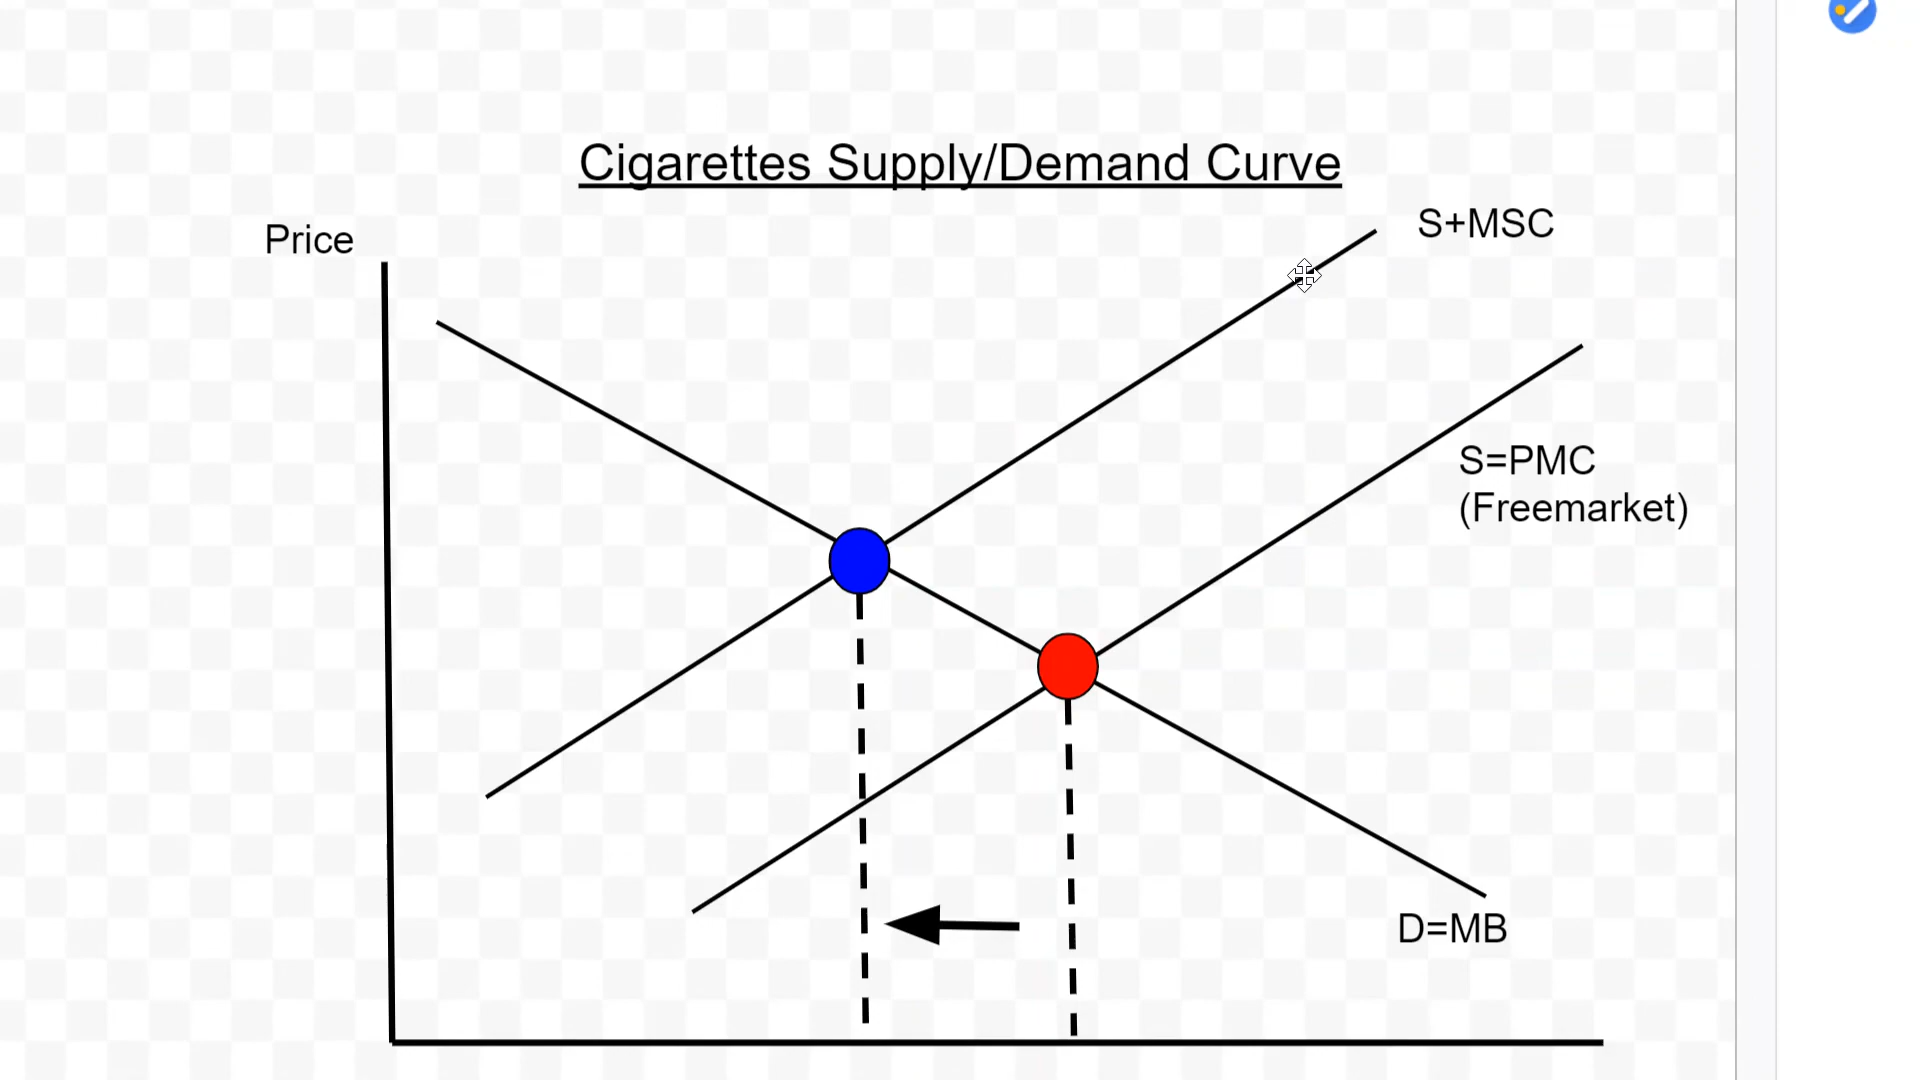 Cigarettes Supply/Demand Curve
Price
S+MSC
S=PMC
(Freemarket)
D=MB